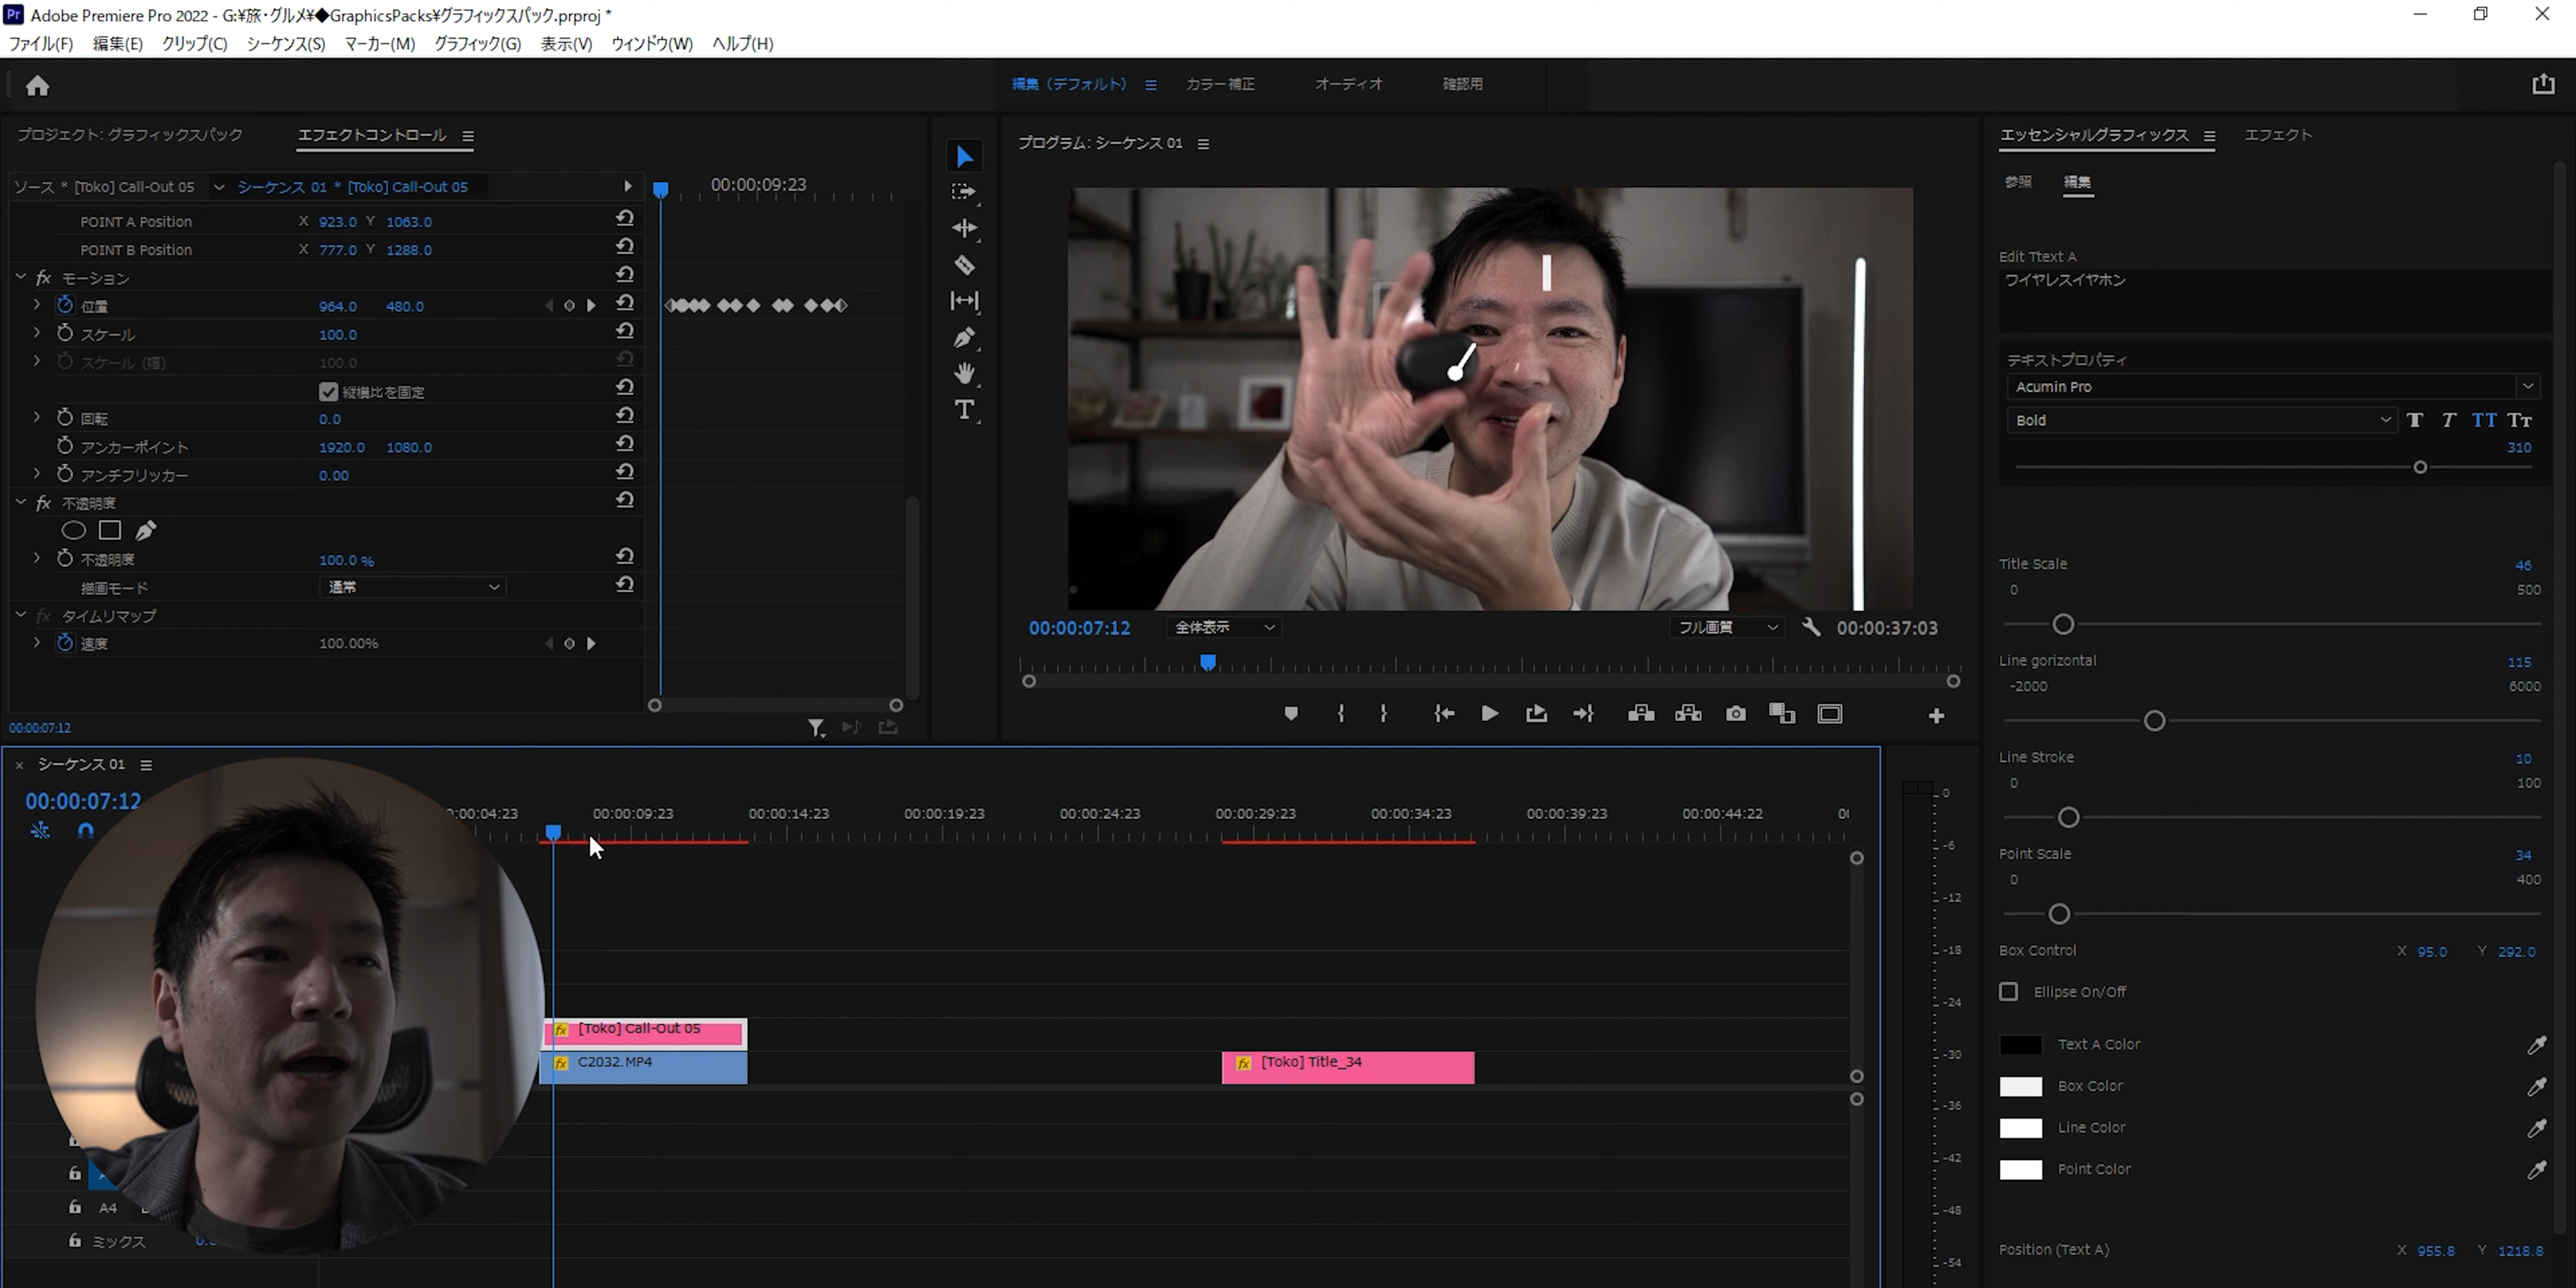 Adobe Premiere Pro 2022 - G:¥旅・グルメ¥◆GraphicsPacks¥グラフィックスパック.prproj *
ファイル(F) 編集(E) クリップ(C) シーケンス(S) マーカー(M) グラフィック(G) 表示(V) ウィンドウ(W) ヘルプ(H)
編集（デフォルト） カラー補正 オーディオ 確認用
プロジェクト: グラフィックスパック エフェクトコントロール
ソース * [Toko] Call-Out 05 シーケンス 01 * [Toko] Call-Out 05
00:00:09:23
POINT A Position X 923.0 Y 1063.0
POINT B Position X 777.0 Y 1288.0
fx モーション
位置 964.0 480.0
スケール 100.0
スケール (幅) 100.0
縦横比を固定
回転 0.0
アンカーポイント 1920.0 1080.0
アンチフリッカー 0.00
fx 不透明度
不透明度 100.0 %
描画モード 通常
fx タイムリマップ
速度 100.00%
00:00:07:12
プログラム: シーケンス 01
00:00:07:12 全体表示 フル画質 00:00:37:03
エッセンシャルグラフィックス エフェクト
参照 編集
Edit Ttext A
ワイヤレスイヤホン
テキストプロパティ
Acumin Pro
Bold T T TT Tт
310
Title Scale 46
0 500
Line gorizontal 115
-2000 6000
Line Stroke 10
0 100
Point Scale 34
0 400
Box Control X 95.0 Y 292.0
Ellipse On/Off
Text A Color
Box Color
Line Color
Point Color
Position (Text A) X 955.8 Y 1218.8
× シーケンス 01
00:00:07:12
:00:04:23 00:00:09:23 00:00:14:23 00:00:19:23 00:00:24:23 00:00:29:23 00:00:34:23 00:00:39:23 00:00:44:22
fx [Toko] Call-Out 05
fx C2032.MP4
fx [Toko] Title_34
A4
ミックス
0
-6
-12
-18
-24
-30
-36
-42
-48
-54